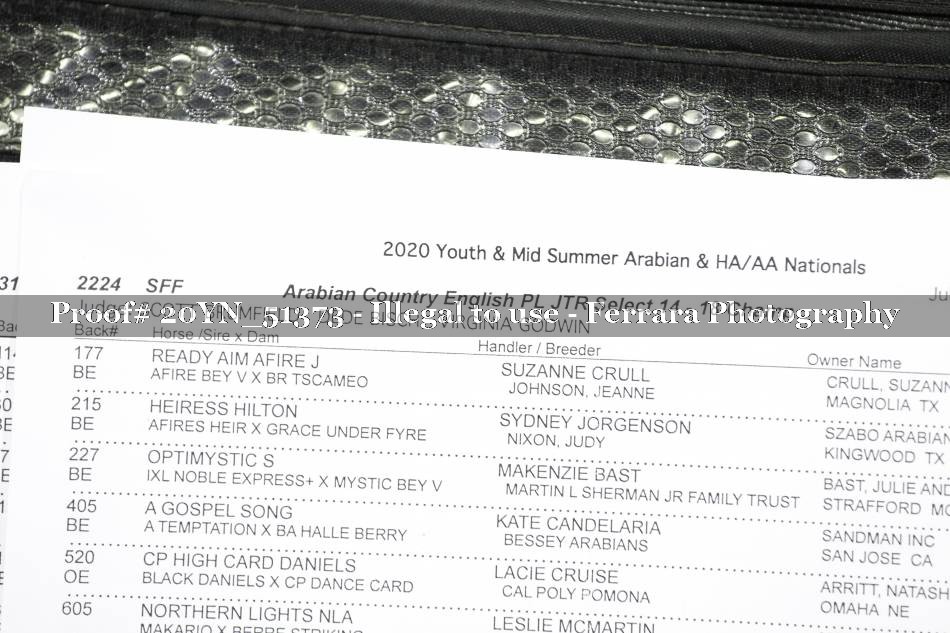 2020 Youth & Mid Summer Arabian & HA/AA Nationals
31 2224 SFF Arabian Country English PL JTR Select 14 - Ju
Proof# 20YN_51373 - Illegal to use - Ferrara Photography
VIRGINIA GODWIN
Back# Horse /Sire x Dam Handler / Breeder Owner Name
177 READY AIM AFIRE J SUZANNE CRULL CRULL, SUZANN
BE AFIRE BEY V X BR TSCAMEO JOHNSON, JEANNE MAGNOLIA TX
215 HEIRESS HILTON SYDNEY JORGENSON SZABO ARABIAN
BE AFIRES HEIR X GRACE UNDER FYRE NIXON, JUDY KINGWOOD TX
227 OPTIMYSTIC S MAKENZIE BAST BAST, JULIE AND
BE IXL NOBLE EXPRESS+ X MYSTIC BEY V MARTIN L SHERMAN JR FAMILY TRUST STRAFFORD MO
405 A GOSPEL SONG KATE CANDELARIA SANDMAN INC
BE A TEMPTATION X BA HALLE BERRY BESSEY ARABIANS SAN JOSE CA
520 CP HIGH CARD DANIELS LACIE CRUISE ARRITT, NATASH
OE BLACK DANIELS X CP DANCE CARD CAL POLY POMONA OMAHA NE
605 NORTHERN LIGHTS NLA LESLIE MCMARTIN
MAKARIO X